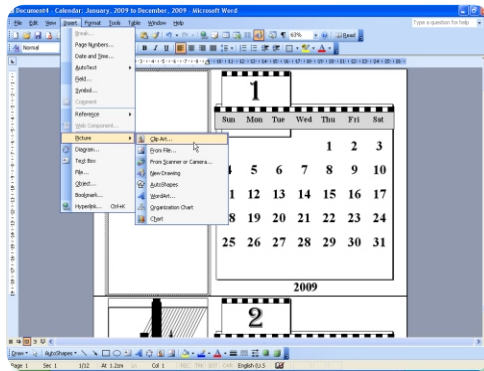 Document4 - Calendar: January, 2009 to December, 2009 - Microsoft Word
File Edit View Insert Format Tools Table Window Help Type a question for help
Break...
Page Numbers...
Date and Time...
AutoText
Field...
Symbol...
Comment
Reference
Web Component...
Picture
Diagram...
Text Box
File...
Object...
Bookmark...
Hyperlink... Ctrl+K
Clip Art...
From File...
From Scanner or Camera...
New Drawing
AutoShapes
WordArt...
Organization Chart
Chart
Normal
63%
Read
1
Sun Mon Tue Wed Thu Fri Sat
1 2 3
5 6 7 8 9 10
12 13 14 15 16 17
8 19 20 21 22 23 24
25 26 27 28 29 30 31
2009
2
Draw AutoShapes
Page 1 Sec 1 1/12 At 1.2cm Ln Col 1 REC TRK EXT OVR English (U.S